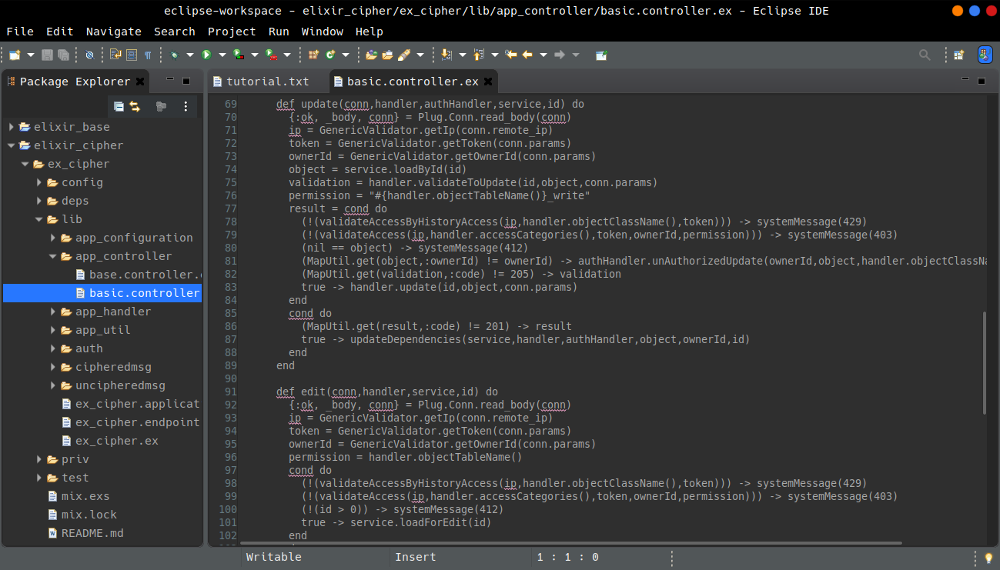 eclipse-workspace - elixir_cipher/ex_cipher/lib/app_controller/basic.controller.ex - Eclipse IDE
File Edit Navigate Search Project Run Window Help
Package Explorer
elixir_base
elixir_cipher
ex_cipher
config
deps
lib
app_configuration
app_controller
base.controller.
basic.controller
app_handler
app_util
auth
cipheredmsg
uncipheredmsg
ex_cipher.applicat
ex_cipher.endpoint
ex_cipher.ex
priv
test
mix.exs
mix.lock
README.md
tutorial.txt basic.controller.ex
69 def update(conn,handler,authHandler,service,id) do
70 {:ok, _body, conn} = Plug.Conn.read_body(conn)
71 ip = GenericValidator.getIp(conn.remote_ip)
72 token = GenericValidator.getToken(conn.params)
73 ownerId = GenericValidator.getOwnerId(conn.params)
74 object = service.loadById(id)
75 validation = handler.validateToUpdate(id,object,conn.params)
76 permission = "#{handler.objectTableName()}_write"
77 result = cond do
78 (!(validateAccessByHistoryAccess(ip,handler.objectClassName(),token))) -> systemMessage(429)
79 (!(validateAccess(ip,handler.accessCategories(),token,ownerId,permission))) -> systemMessage(403)
80 (nil == object) -> systemMessage(412)
81 (MapUtil.get(object,:ownerId) != ownerId) -> authHandler.unAuthorizedUpdate(ownerId,object,handler.objectClassNa
82 (MapUtil.get(validation,:code) != 205) -> validation
83 true -> handler.update(id,object,conn.params)
84 end
85 cond do
86 (MapUtil.get(result,:code) != 201) -> result
87 true -> updateDependencies(service,handler,authHandler,object,ownerId,id)
88 end
89 end
90
91 def edit(conn,handler,service,id) do
92 {:ok, _body, conn} = Plug.Conn.read_body(conn)
93 ip = GenericValidator.getIp(conn.remote_ip)
94 token = GenericValidator.getToken(conn.params)
95 ownerId = GenericValidator.getOwnerId(conn.params)
96 permission = handler.objectTableName()
97 cond do
98 (!(validateAccessByHistoryAccess(ip,handler.objectClassName(),token))) -> systemMessage(429)
99 (!(validateAccess(ip,handler.accessCategories(),token,ownerId,permission))) -> systemMessage(403)
100 (!(id > 0)) -> systemMessage(412)
101 true -> service.loadForEdit(id)
102 end
Writable Insert 1 : 1 : 0